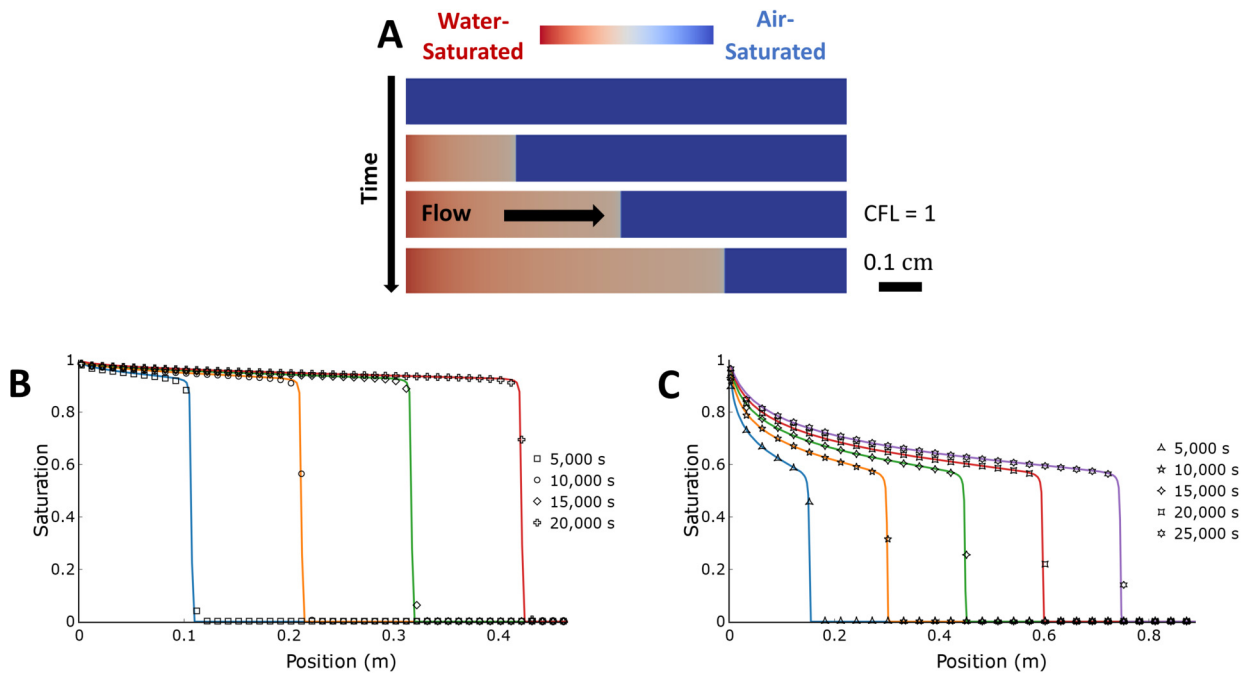 A
Water-
Saturated
Air-
Saturated
Time
Flow
CFL = 1
0.1 cm
B
Saturation
1
0.8
0.6
0.4
0.2
0
0 0.1 0.2 0.3 0.4
Position (m)
5,000 s
10,000 s
15,000 s
20,000 s
C
Saturation
1
0.8
0.6
0.4
0.2
0
0 0.2 0.4 0.6 0.8
Position (m)
5,000 s
10,000 s
15,000 s
20,000 s
25,000 s